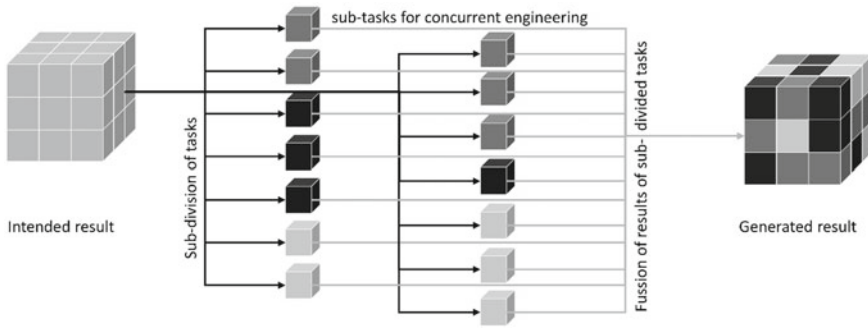 sub-tasks for concurrent engineering
Intended result
Sub-division of tasks
Fussion of results of sub- divided tasks
Generated result